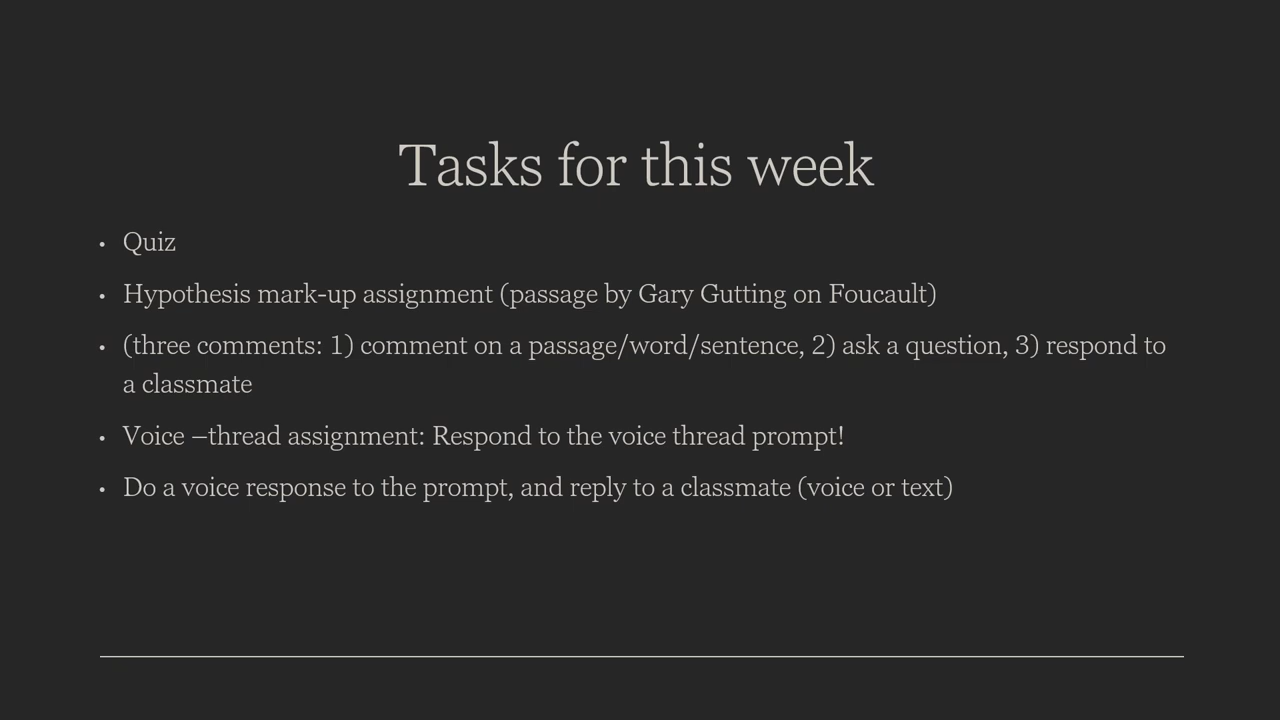 Tasks for this week
• Quiz
• Hypothesis mark-up assignment (passage by Gary Gutting on Foucault)
• (three comments: 1) comment on a passage/word/sentence, 2) ask a question, 3) respond to
a classmate
• Voice –thread assignment: Respond to the voice thread prompt!
• Do a voice response to the prompt, and reply to a classmate (voice or text)